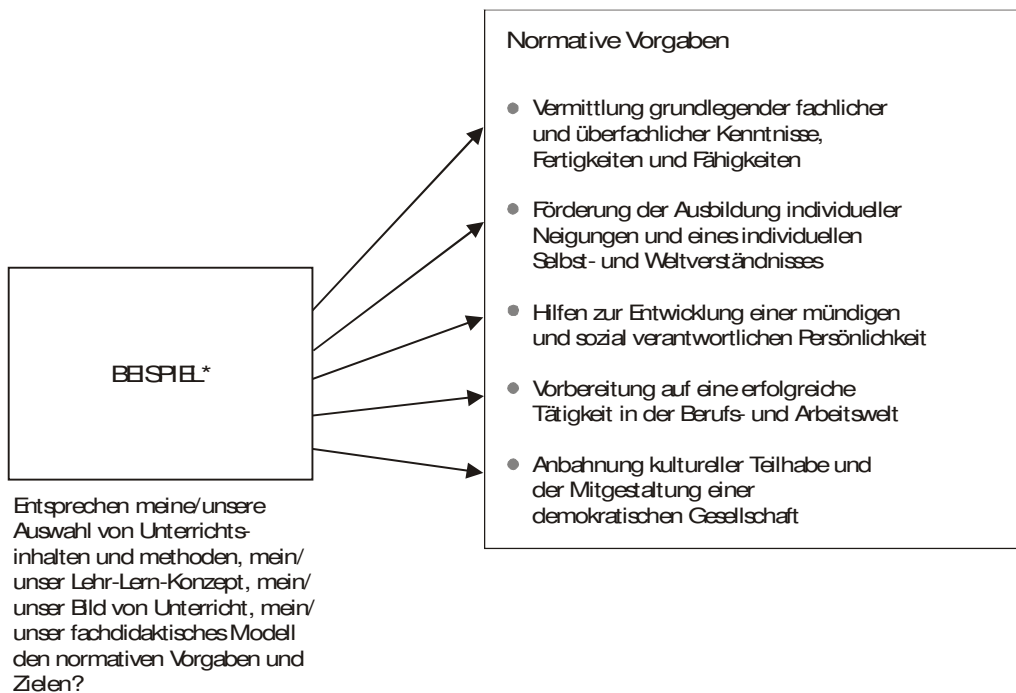 Normative Vorgaben
Vermittlung grundlegender fachlicher
und überfachlicher Kenntnisse,
Fertigkeiten und Fähigkeiten
Förderung der Ausbildung individueller
Neigungen und eines individuellen
Selbst- und Weltverständnisses
Hilfen zur Entwicklung einer mündigen
und sozial verantwortlichen Persönlichkeit
Vorbereitung auf eine erfolgreiche
Tätigkeit in der Berufs- und Arbeitswelt
Anbahnung kultureller Teilhabe und
der Mitgestaltung einer
demokratischen Gesellschaft
BEISPIEL*
Entsprechen meine/unsere
Auswahl von Unterrichts-
inhalten und methoden, mein/
unser Lehr-Lern-Konzept, mein/
unser Bild von Unterricht, mein/
unser fachdidaktisches Modell
den normativen Vorgaben und
Zielen?